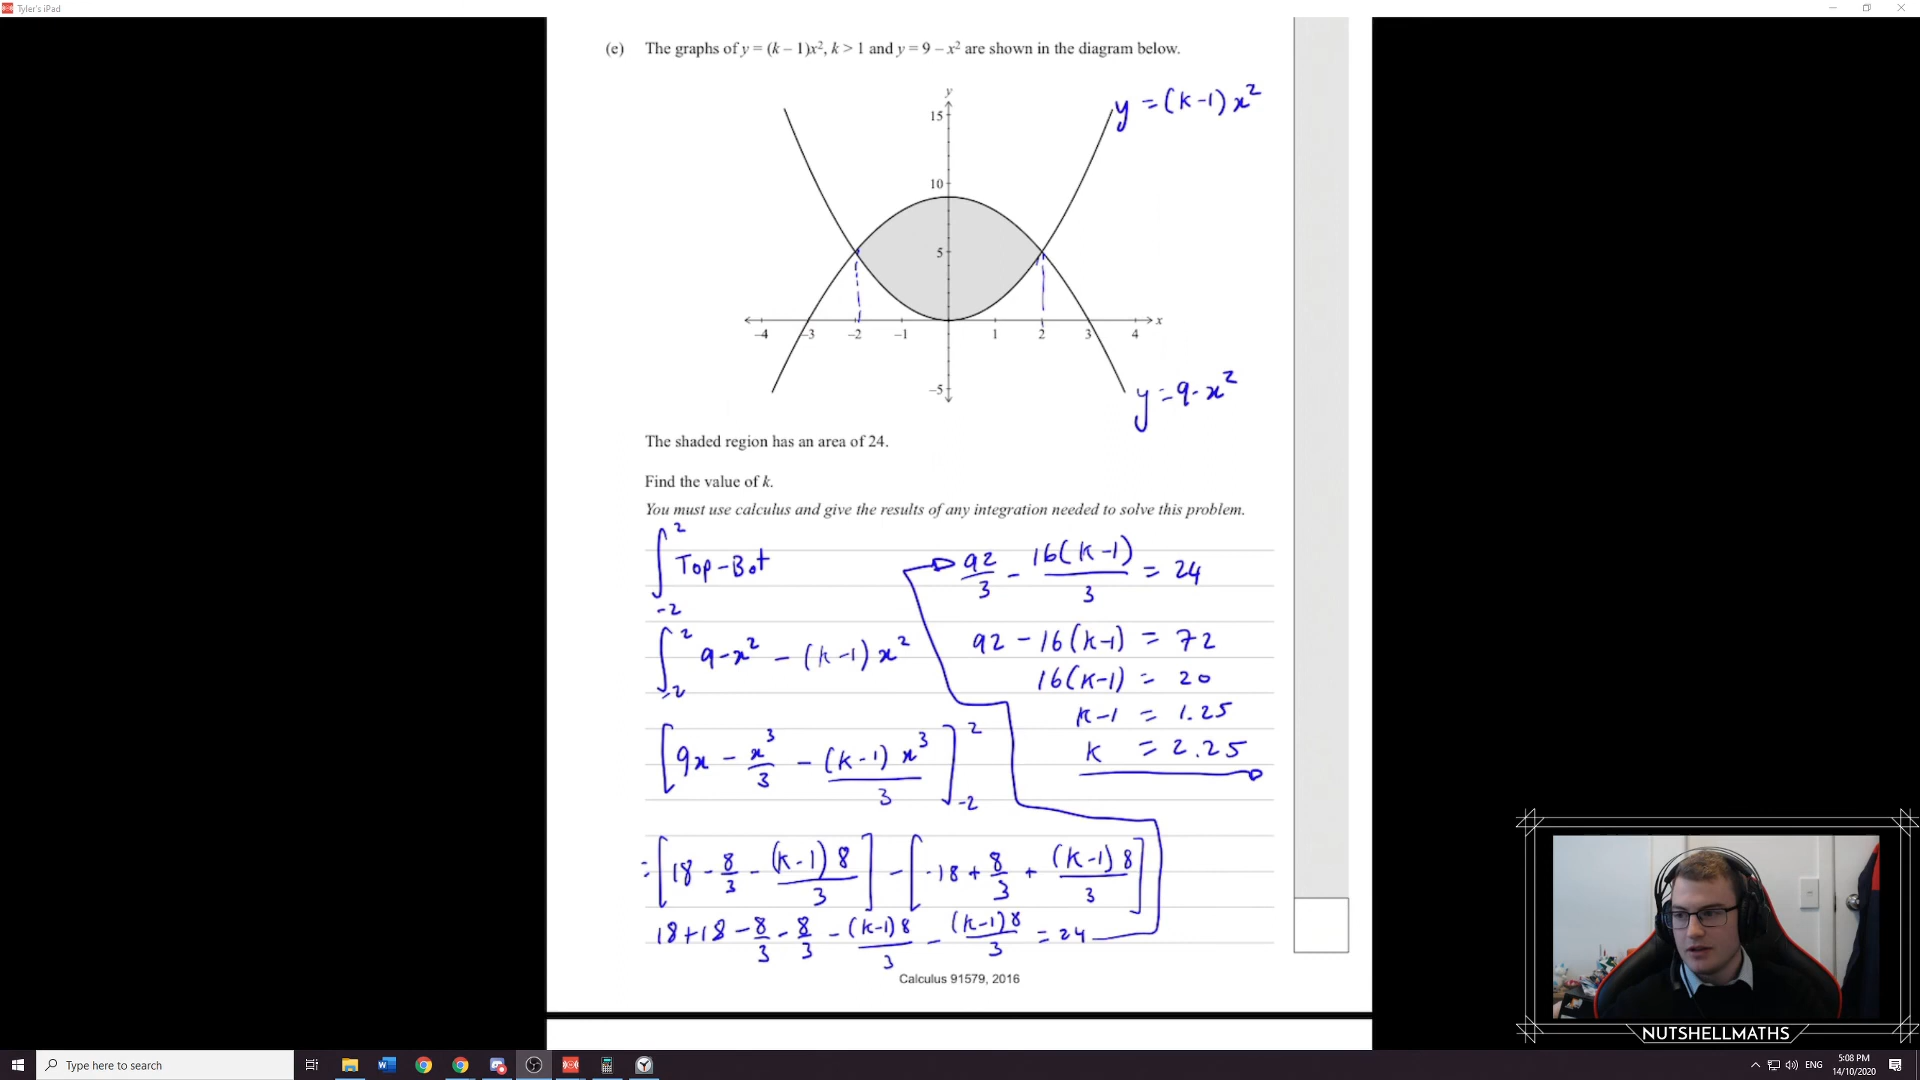 Tyler's iPad
(e) The graphs of y = (k – 1)x², k > 1 and y = 9 – x² are shown in the diagram below.
y = (k-1) x²
y
15
10
5
-4 -3 -2 -1 1 2 3 4 x
-5
y = 9 - x²
The shaded region has an area of 24.
Find the value of k.
You must use calculus and give the results of any integration needed to solve this problem.
∫₋₂² Top - Bot
∫₋₂² 9 - x² - (k-1) x²
[9x - x³/3 - (k-1) x³/3]₋₂²
= [18 - 8/3 - (k-1) 8/3] - [-18 + 8/3 + (k-1) 8/3]
18 + 18 - 8/3 - 8/3 - (k-1) 8/3 - (k-1) 8/3 = 24
92/3 - 16(k-1)/3 = 24
92 - 16(k-1) = 72
16(k-1) = 20
k-1 = 1.25
k = 2.25
Calculus 91579, 2016
NUTSHELLMATHS
Type here to search
ENG
5:08 PM
14/10/2020